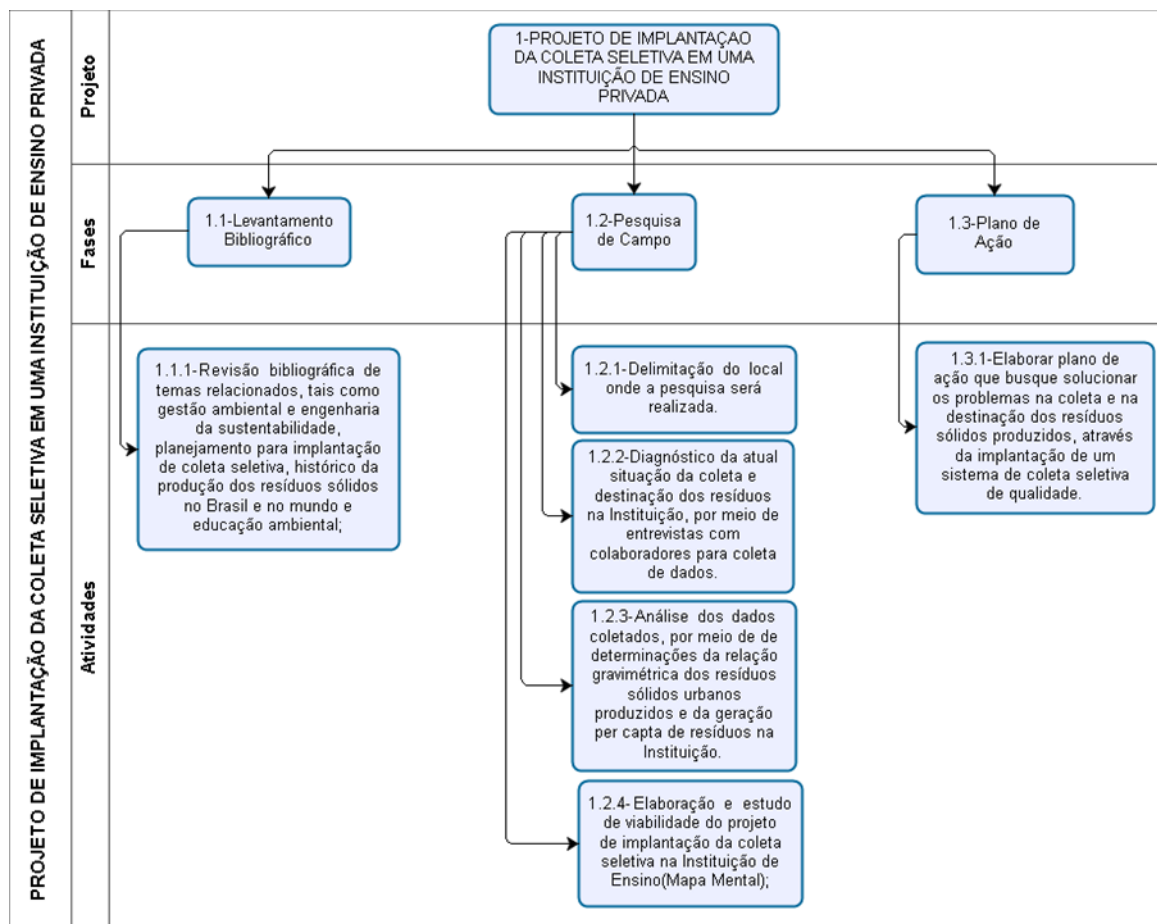 PROJETO DE IMPLANTAÇÃO DA COLETA SELETIVA EM UMA INSTITUIÇÃO DE ENSINO PRIVADA
Projeto
1-PROJETO DE IMPLANTAÇAO
DA COLETA SELETIVA EM UMA
INSTITUIÇÃO DE ENSINO
PRIVADA
Fases
1.1-Levantamento
Bibliográfico
1.2-Pesquisa
de Campo
1.3-Plano de
Ação
Atividades
1.1.1-Revisão bibliográfica de
temas relacionados, tais como
gestão ambiental e engenharia
da sustentabilidade,
planejamento para implantação
de coleta seletiva, histórico da
produção dos resíduos sólidos
no Brasil e no mundo e
educação ambiental;
1.2.1-Delimitação do local
onde a pesquisa será
realizada.
1.2.2-Diagnóstico da atual
situação da coleta e
destinação dos resíduos
na Instituição, por meio de
entrevistas com
colaboradores para coleta
de dados.
1.2.3-Análise dos dados
coletados, por meio de de
determinações da relação
gravimétrica dos resíduos
sólidos urbanos
produzidos e da geração
per capta de resíduos na
Instituição.
1.2.4- Elaboração e estudo
de viabilidade do projeto
de implantação da coleta
seletiva na Instituição de
Ensino(Mapa Mental);
1.3.1-Elaborar plano de
ação que busque solucionar
os problemas na coleta e na
destinação dos resíduos
sólidos produzidos, através
da implantação de um
sistema de coleta seletiva
de qualidade.